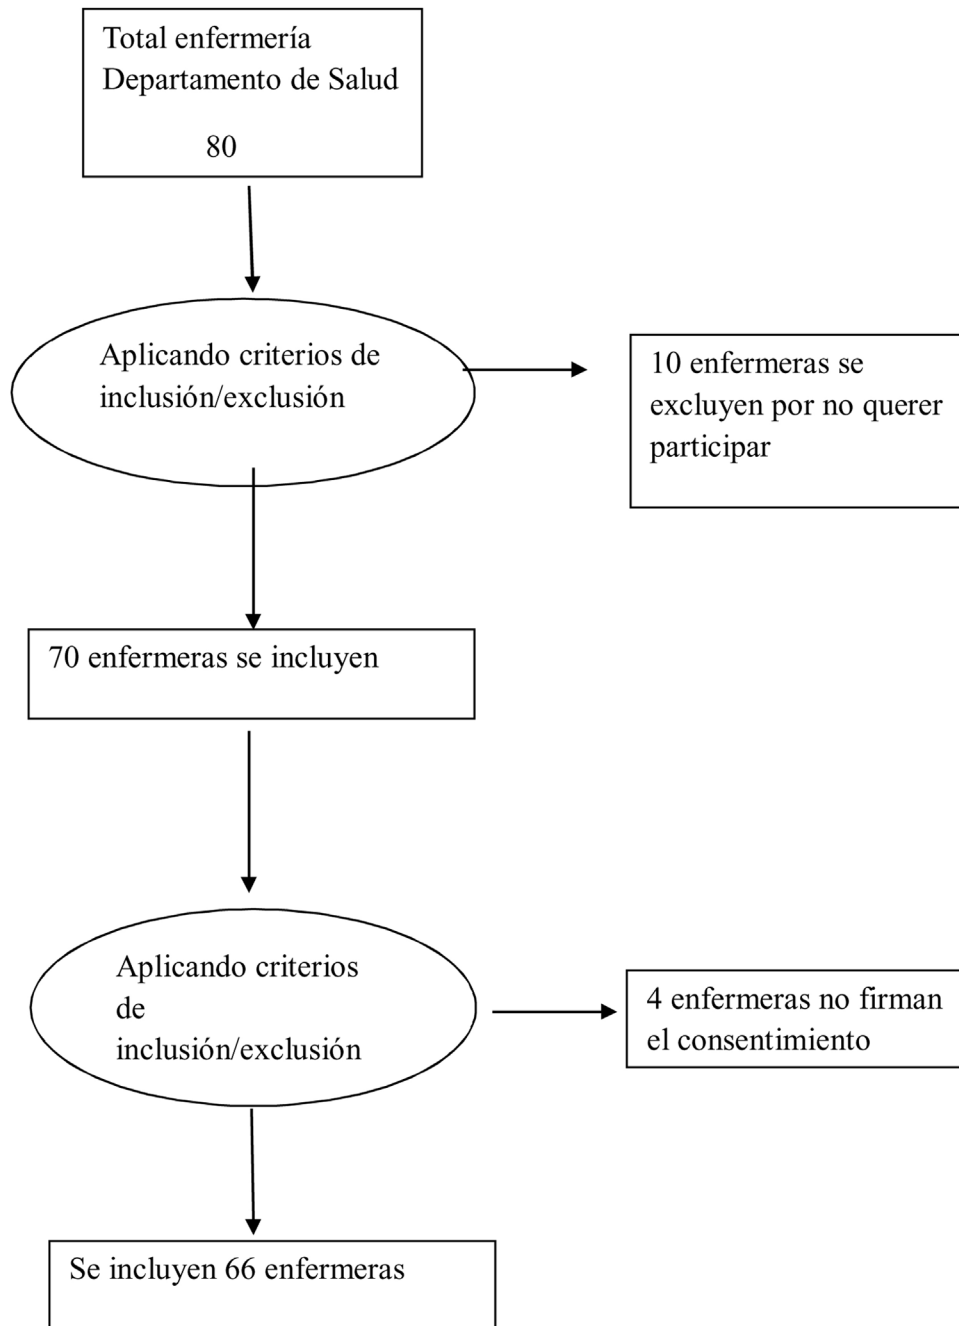 Total enfermería
Departamento de Salud
80
Aplicando criterios de
inclusión/exclusión
10 enfermeras se
excluyen por no querer
participar
70 enfermeras se incluyen
Aplicando criterios
de
inclusión/exclusión
4 enfermeras no firman
el consentimiento
Se incluyen 66 enfermeras